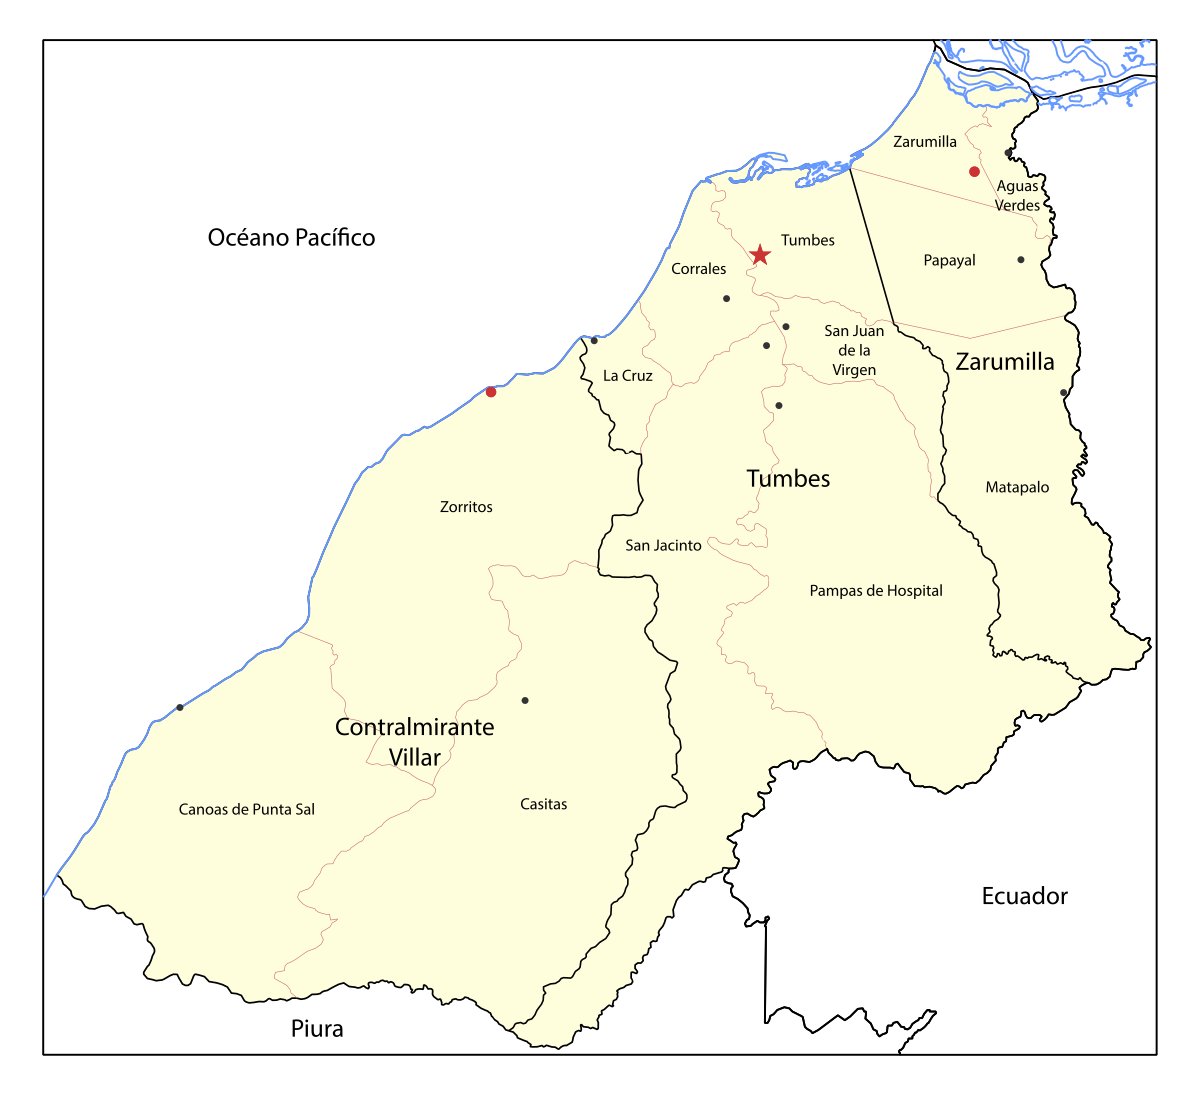 Zarumilla
Aguas
Verdes
Océano Pacífico
Tumbes
Corrales
Papayal
San Juan
de la
Virgen
Zarumilla
La Cruz
Tumbes
Matapalo
Zorritos
San Jacinto
Pampas de Hospital
Contralmirante
Villar
Canoas de Punta Sal
Casitas
Ecuador
Piura